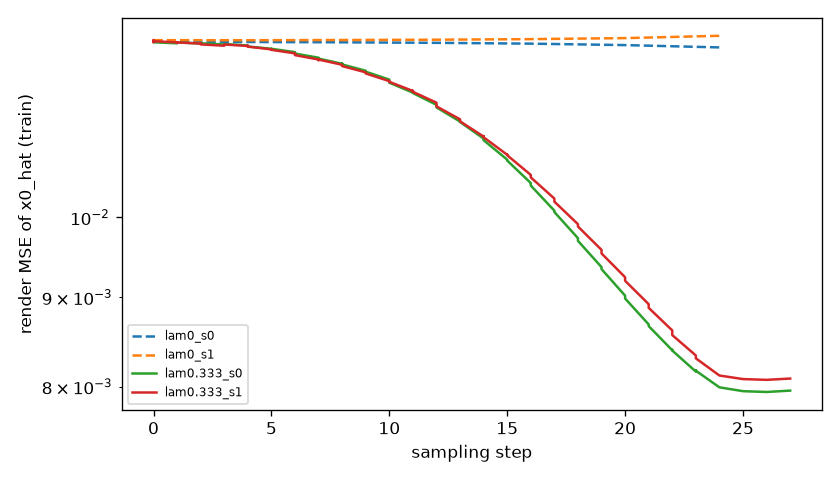 render MSE of x0_hat (train)
10⁻²
9 × 10⁻³
8 × 10⁻³
lam0_s0
lam0_s1
lam0.333_s0
lam0.333_s1
0 5 10 15 20 25
sampling step